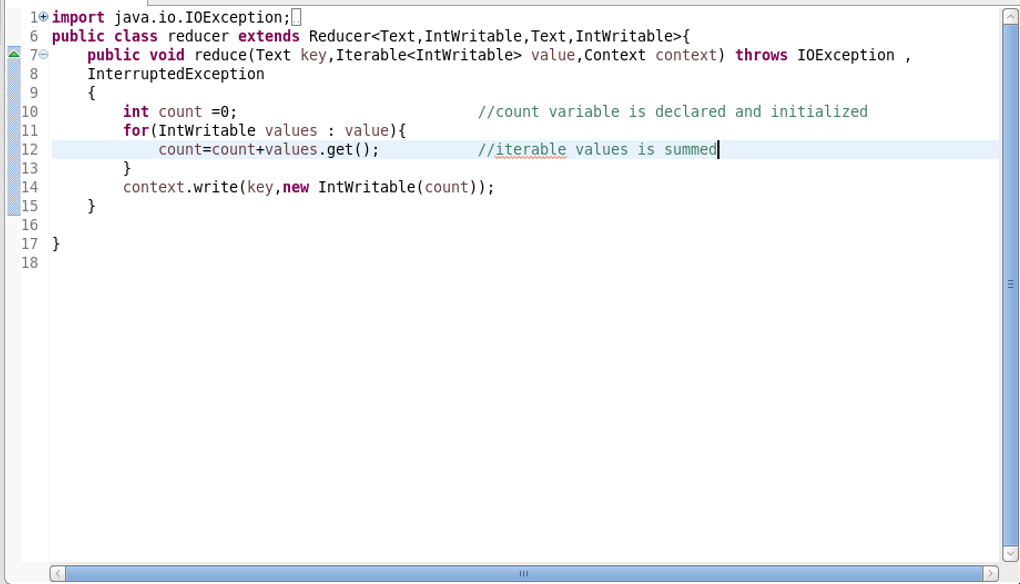 1 import java.io.IOException;
6 public class reducer extends Reducer<Text,IntWritable,Text,IntWritable>{
7 public void reduce(Text key,Iterable<IntWritable> value,Context context) throws IOException ,
8 InterruptedException
9 {
10 int count =0; //count variable is declared and initialized
11 for(IntWritable values : value){
12 count=count+values.get(); //iterable values is summed
13 }
14 context.write(key,new IntWritable(count));
15 }
16
17 }
18